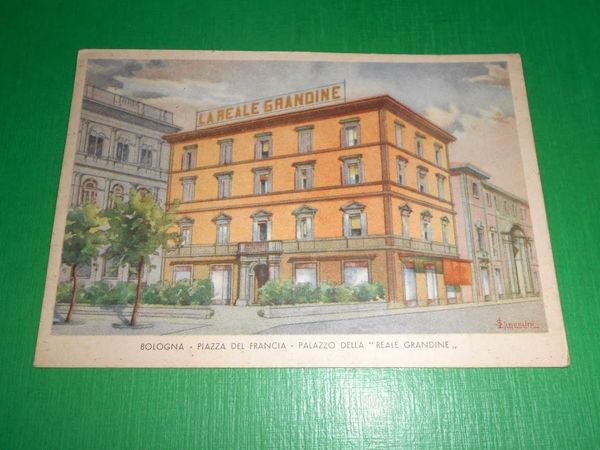 LA REALE GRANDINE
BOLOGNA - PIAZZA DEL FRANCIA - PALAZZO DELLA " REALE GRANDINE „